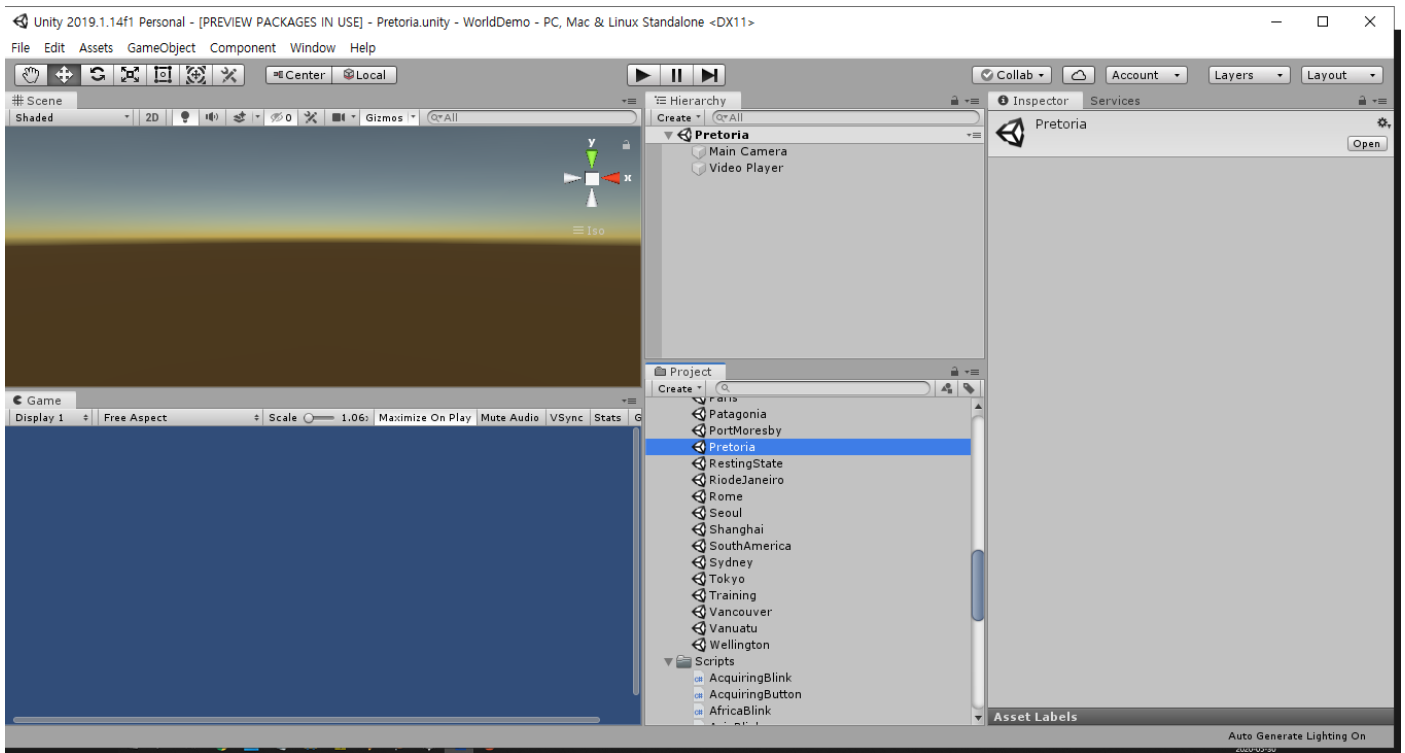 Unity 2019.1.14f1 Personal - [PREVIEW PACKAGES IN USE] - Pretoria.unity - WorldDemo - PC, Mac & Linux Standalone <DX11>
File Edit Assets GameObject Component Window Help
Center Local Collab Account Layers Layout
Scene
Shaded 2D 0 Gizmos All
y
x
Iso
Game
Display 1 Free Aspect Scale 1.06: Maximize On Play Mute Audio VSync Stats G
Hierarchy
Create All
Pretoria
Main Camera
Video Player
Project
Create
Paris
Patagonia
PortMoresby
Pretoria
RestingState
RiodeJaneiro
Rome
Seoul
Shanghai
SouthAmerica
Sydney
Tokyo
Training
Vancouver
Vanuatu
Wellington
Scripts
AcquiringBlink
AcquiringButton
AfricaBlink
Inspector Services
Pretoria
Open
Asset Labels
Auto Generate Lighting On